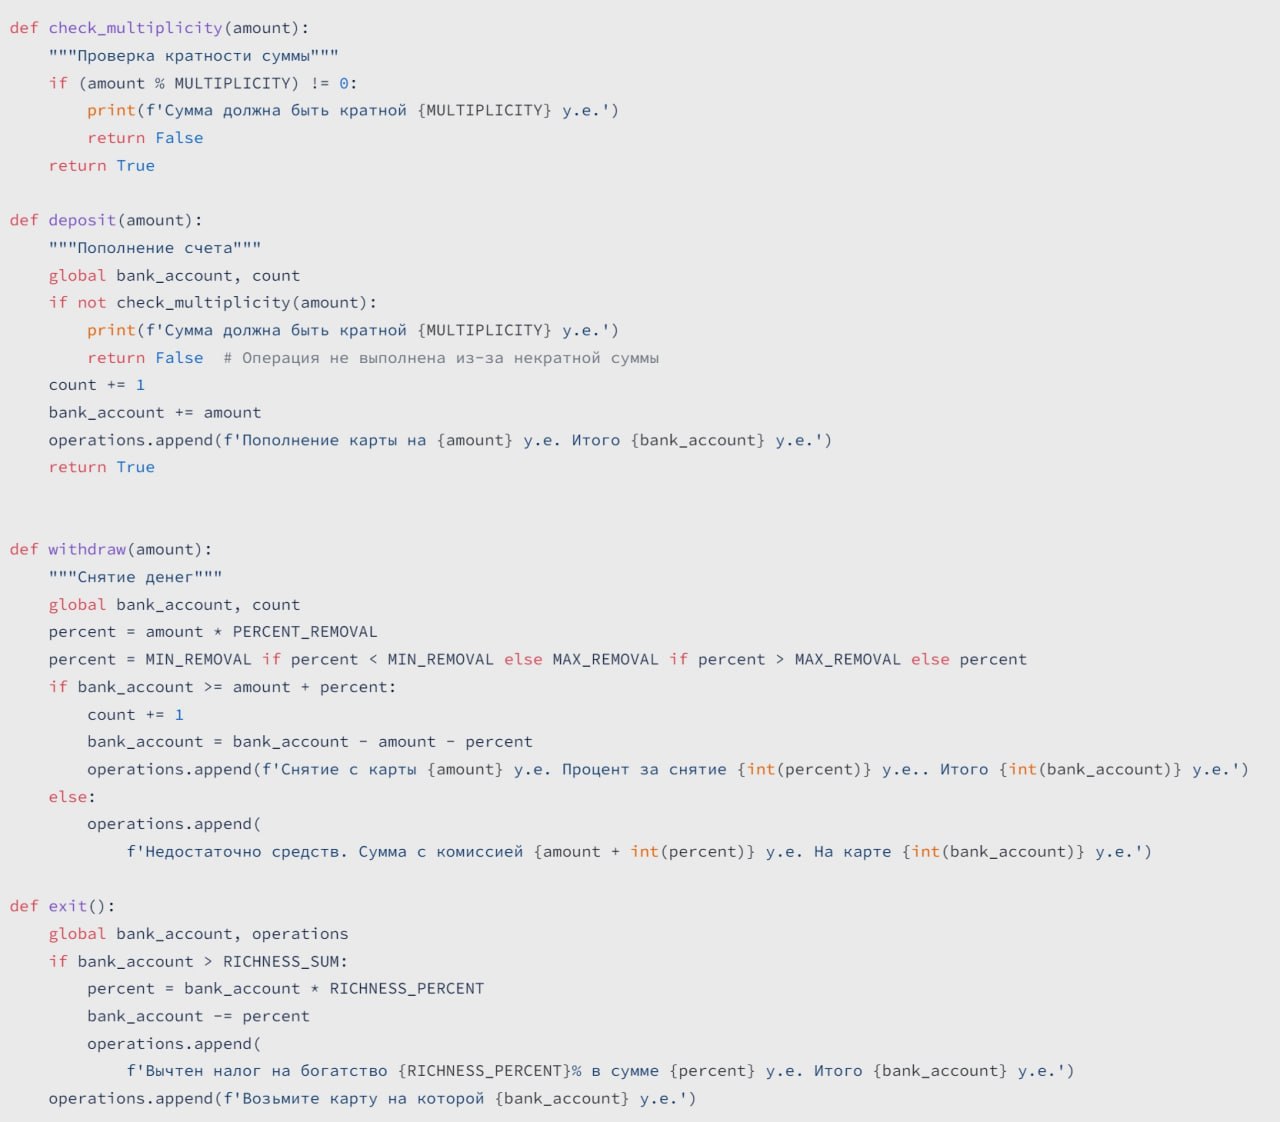 def check_multiplicity(amount):
    """Проверка кратности суммы"""
    if (amount % MULTIPLICITY) != 0:
        print(f'Сумма должна быть кратной {MULTIPLICITY} у.е.')
        return False
    return True

def deposit(amount):
    """Пополнение счета"""
    global bank_account, count
    if not check_multiplicity(amount):
        print(f'Сумма должна быть кратной {MULTIPLICITY} у.е.')
        return False  # Операция не выполнена из-за некратной суммы
    count += 1
    bank_account += amount
    operations.append(f'Пополнение карты на {amount} у.е. Итого {bank_account} у.е.')
    return True


def withdraw(amount):
    """Снятие денег"""
    global bank_account, count
    percent = amount * PERCENT_REMOVAL
    percent = MIN_REMOVAL if percent < MIN_REMOVAL else MAX_REMOVAL if percent > MAX_REMOVAL else percent
    if bank_account >= amount + percent:
        count += 1
        bank_account = bank_account - amount - percent
        operations.append(f'Снятие с карты {amount} у.е. Процент за снятие {int(percent)} у.е.. Итого {int(bank_account)} у.е.')
    else:
        operations.append(
            f'Недостаточно средств. Сумма с комиссией {amount + int(percent)} у.е. На карте {int(bank_account)} у.е.')

def exit():
    global bank_account, operations
    if bank_account > RICHNESS_SUM:
        percent = bank_account * RICHNESS_PERCENT
        bank_account -= percent
        operations.append(
            f'Вычтен налог на богатство {RICHNESS_PERCENT}% в сумме {percent} у.е. Итого {bank_account} у.е.')
    operations.append(f'Возьмите карту на которой {bank_account} у.е.')